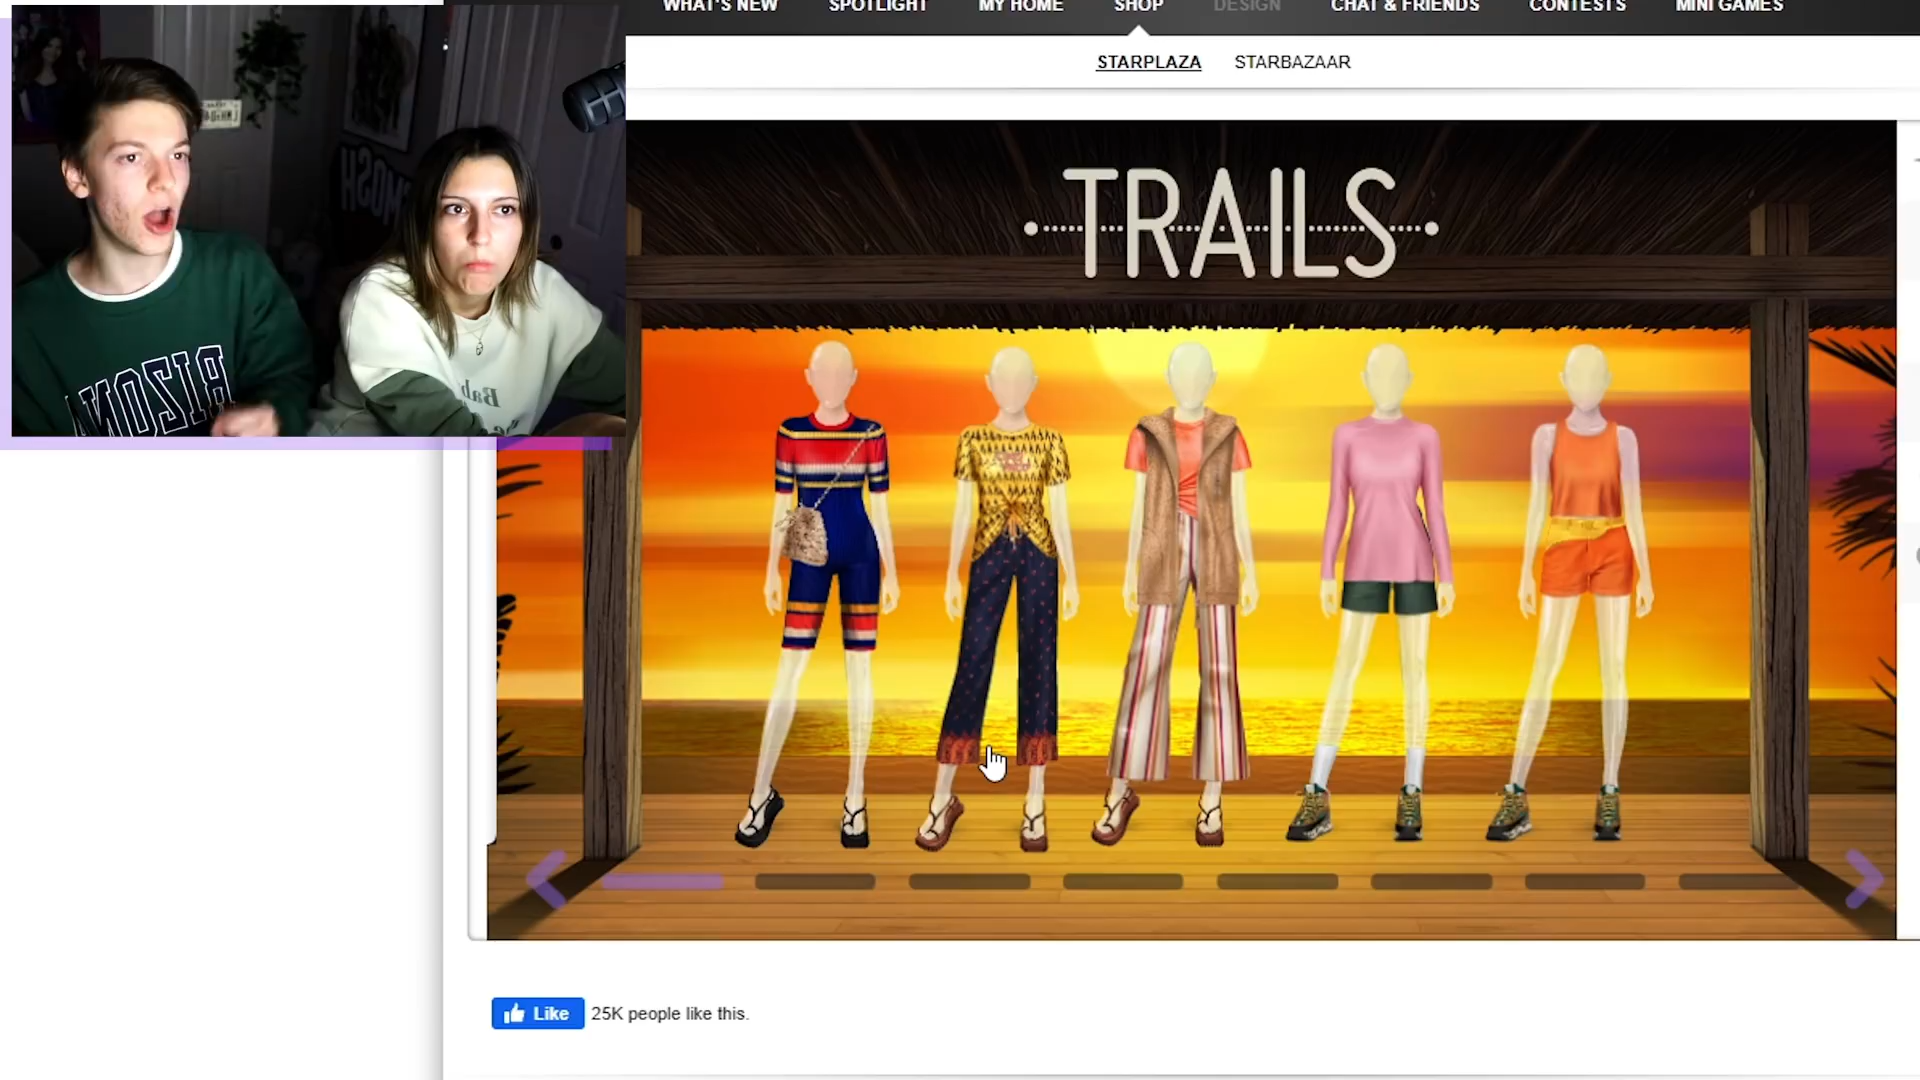 WHAT'S NEW SPOTLIGHT MY HOME SHOP DESIGN CHAT & FRIENDS CONTESTS MINI GAMES
STARPLAZA STARBAZAAR
TRAILS
Like 25K people like this.